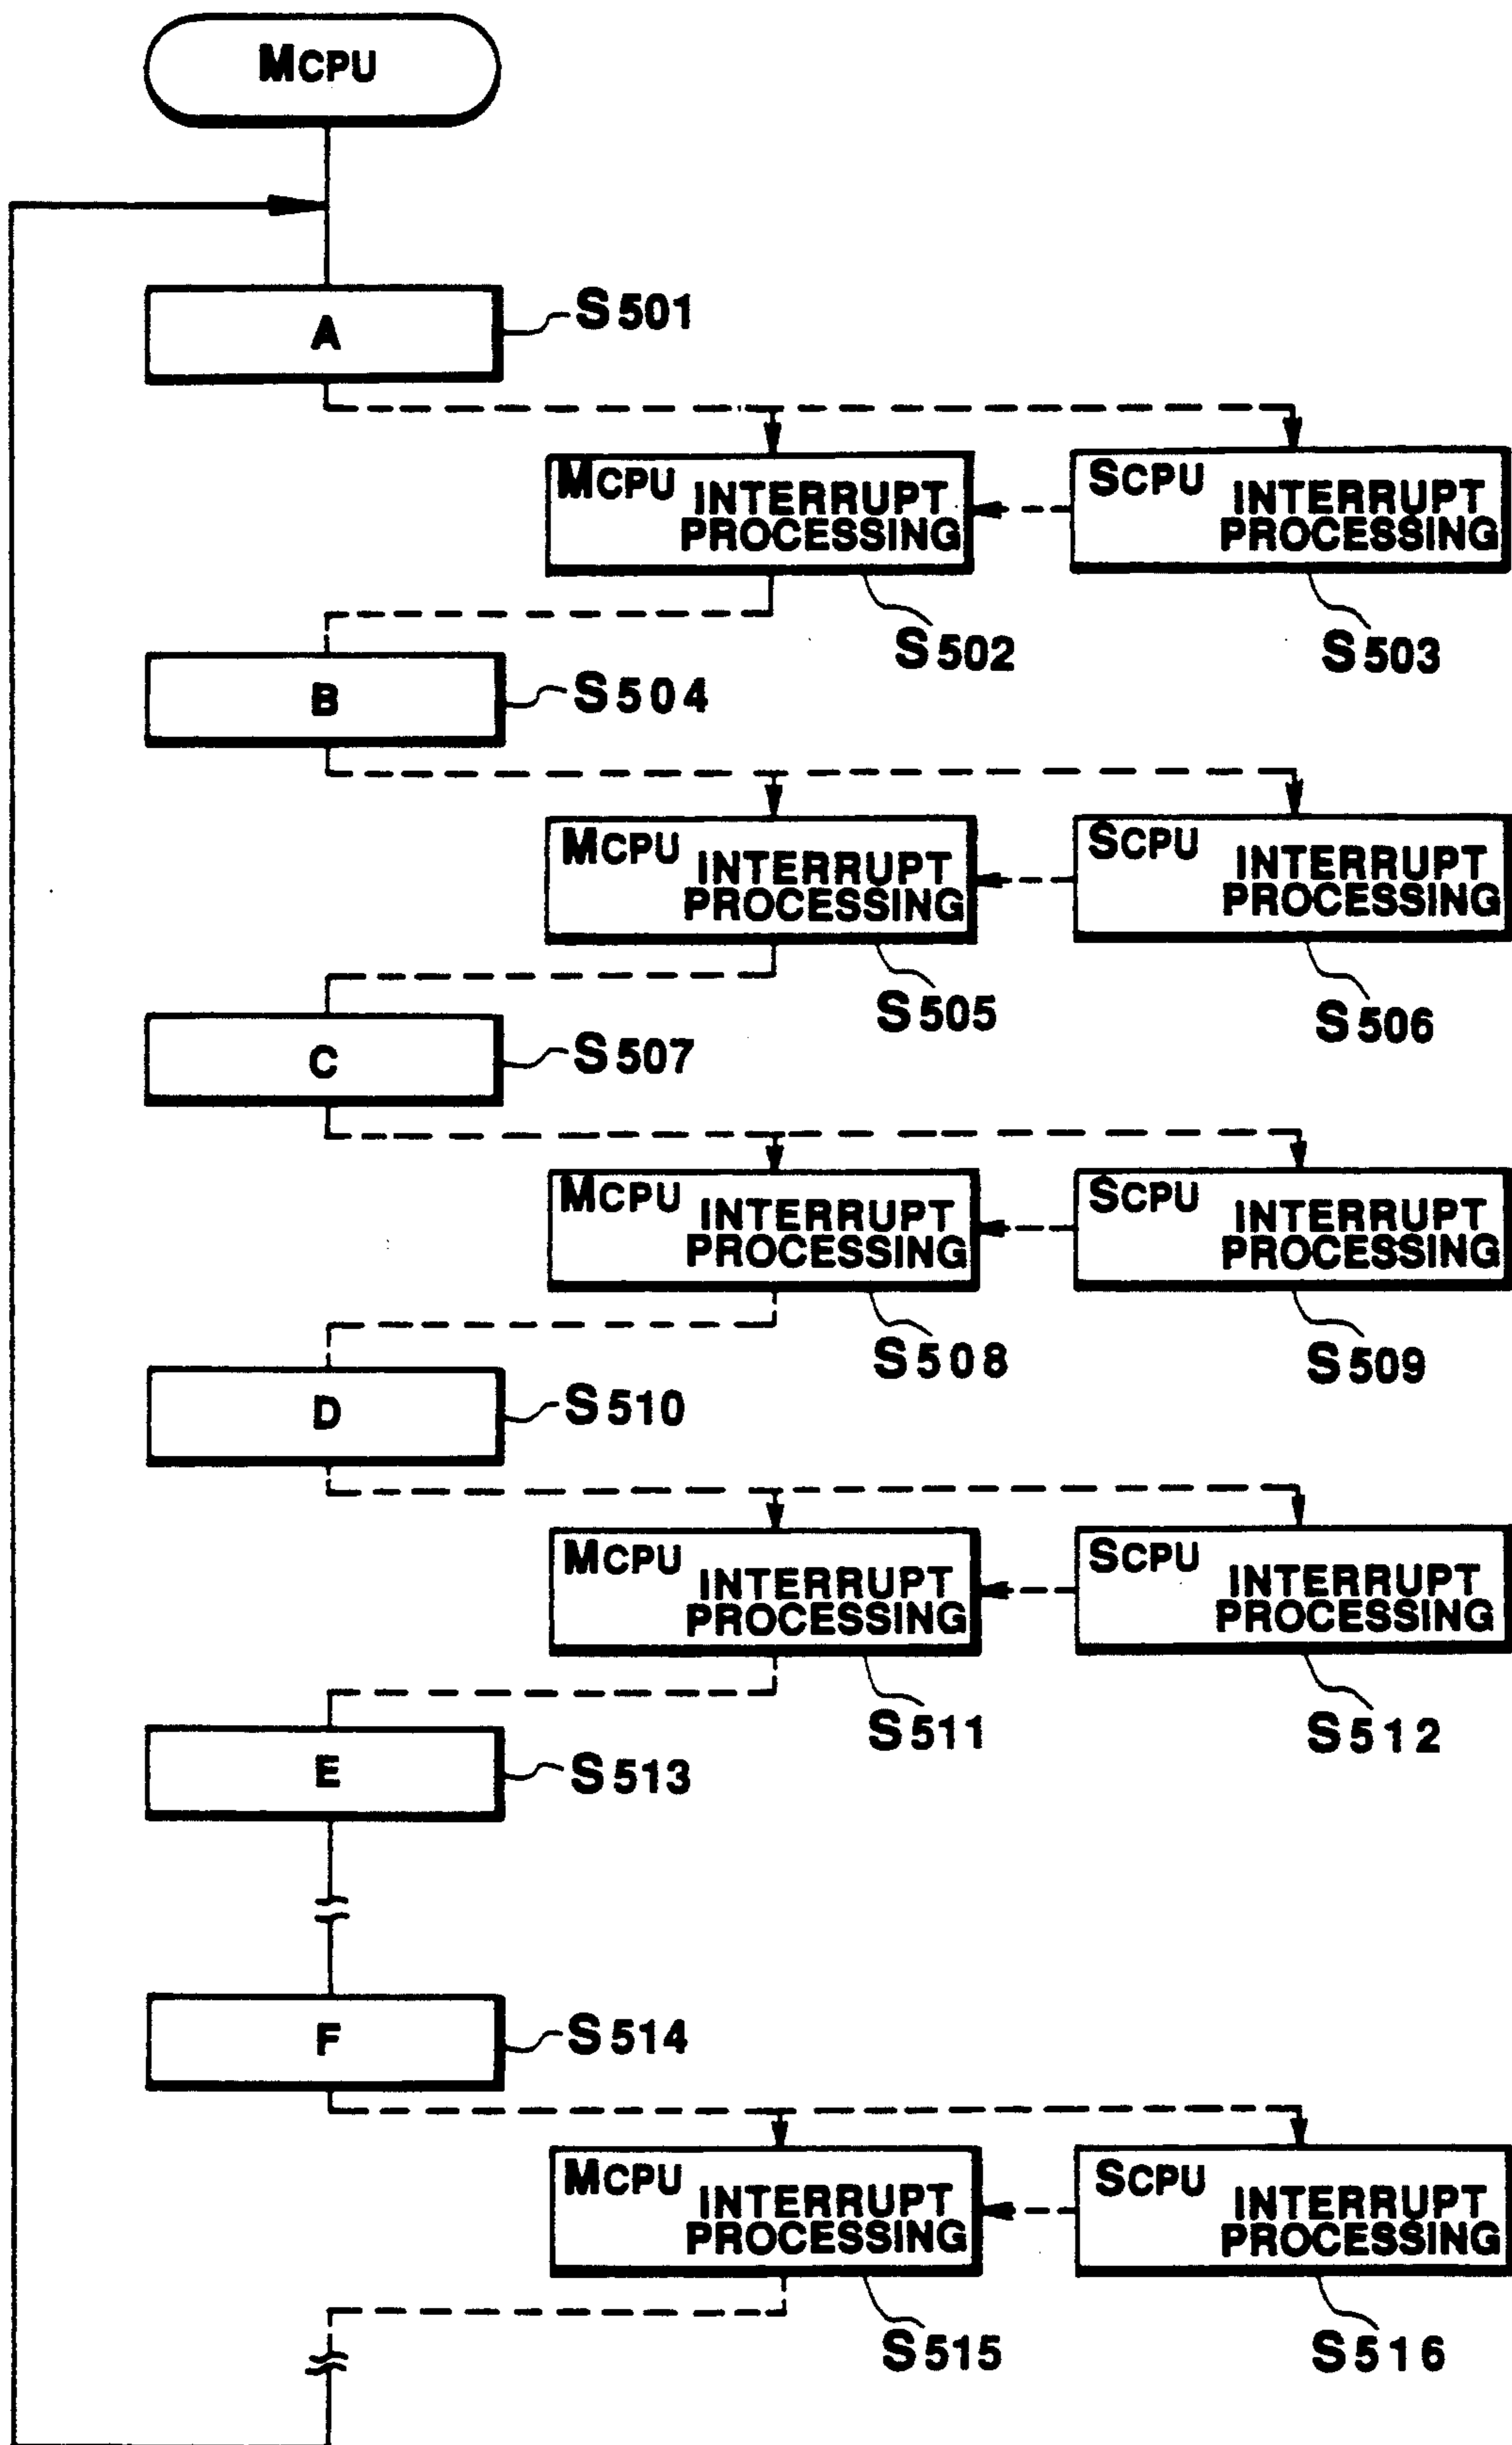 MCPU
A
S501
MCPU
INTERRUPT
PROCESSING
SCPU
INTERRUPT
PROCESSING
S502
S503
B
S504
MCPU
INTERRUPT
PROCESSING
SCPU
INTERRUPT
PROCESSING
S505
S506
C
S507
MCPU
INTERRUPT
PROCESSING
SCPU
INTERRUPT
PROCESSING
S508
S509
D
S510
MCPU
INTERRUPT
PROCESSING
SCPU
INTERRUPT
PROCESSING
S511
S512
E
S513
F
S514
MCPU
INTERRUPT
PROCESSING
SCPU
INTERRUPT
PROCESSING
S515
S516